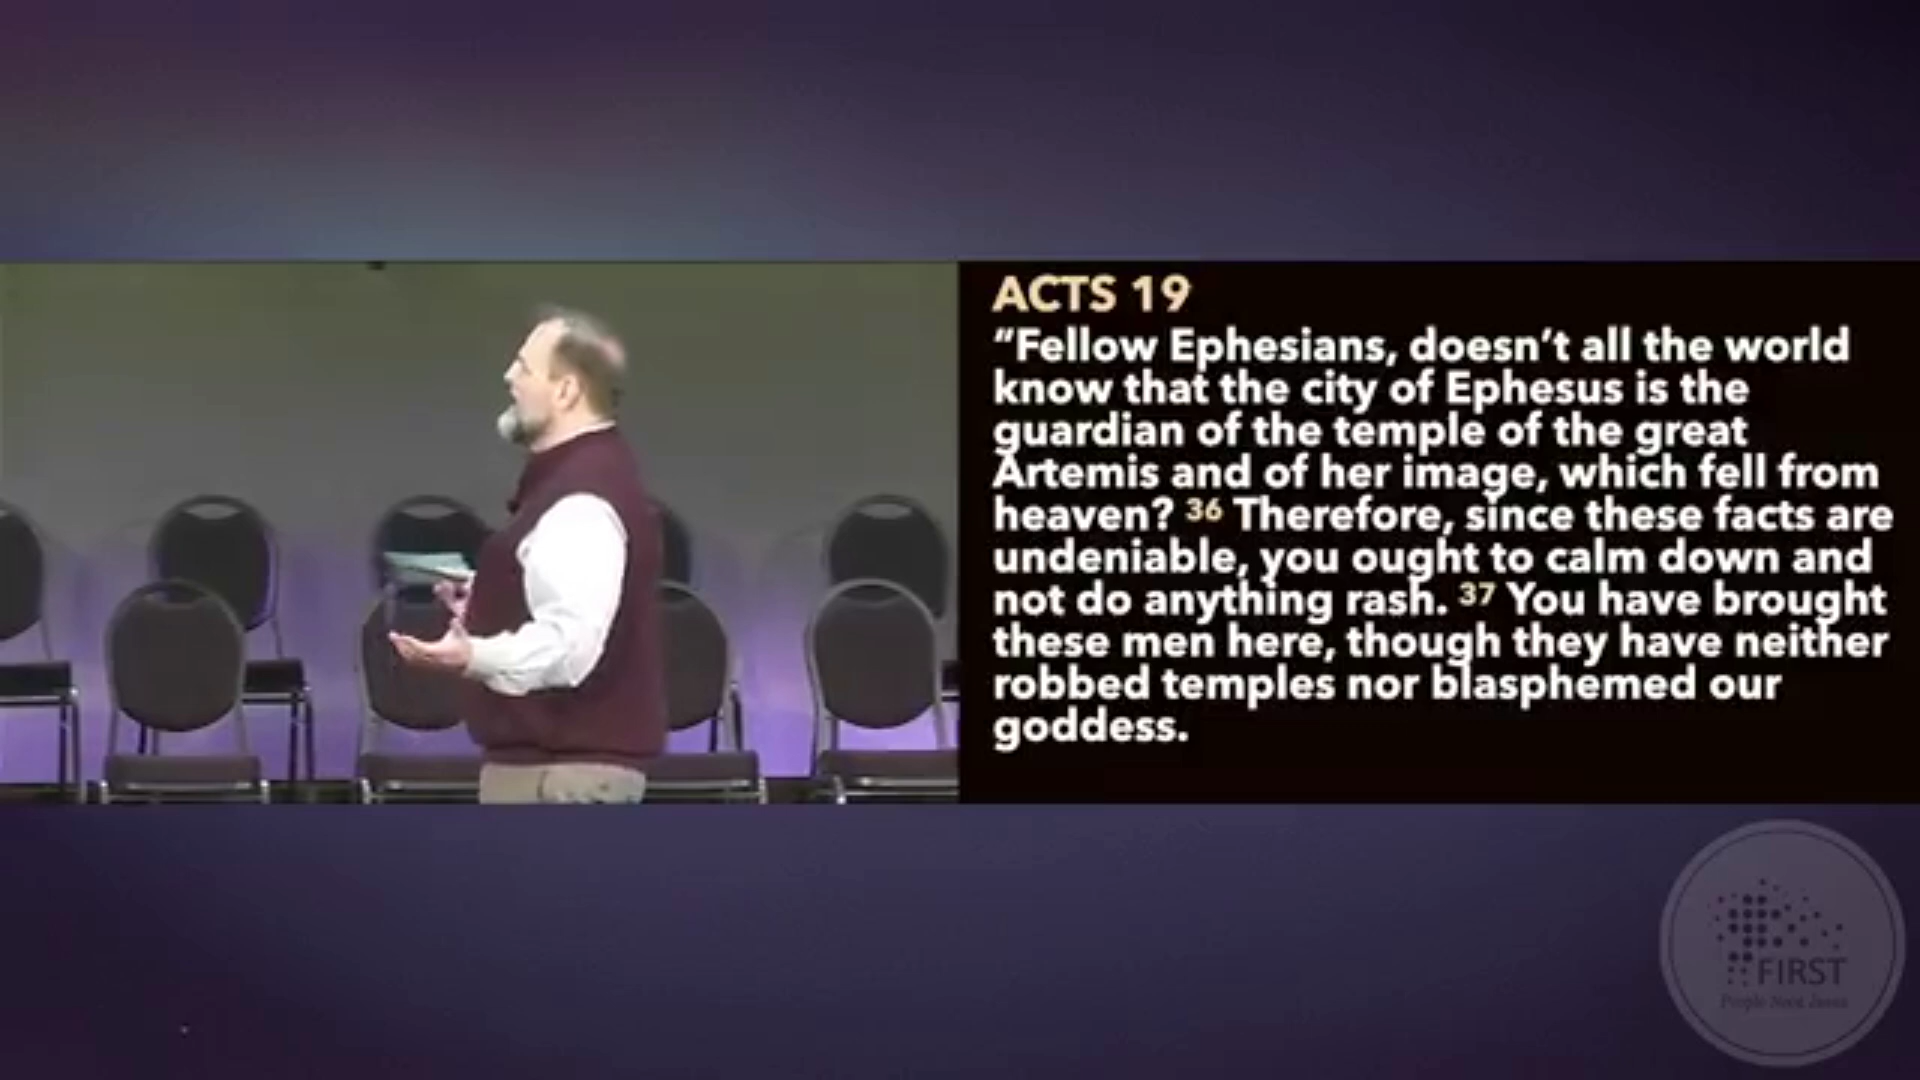 ACTS 19
“Fellow Ephesians, doesn’t all the world
know that the city of Ephesus is the
guardian of the temple of the great
Artemis and of her image, which fell from
heaven? 36 Therefore, since these facts are
undeniable, you ought to calm down and
not do anything rash. 37 You have brought
these men here, though they have neither
robbed temples nor blasphemed our
goddess.
FIRST
People Need Jesus